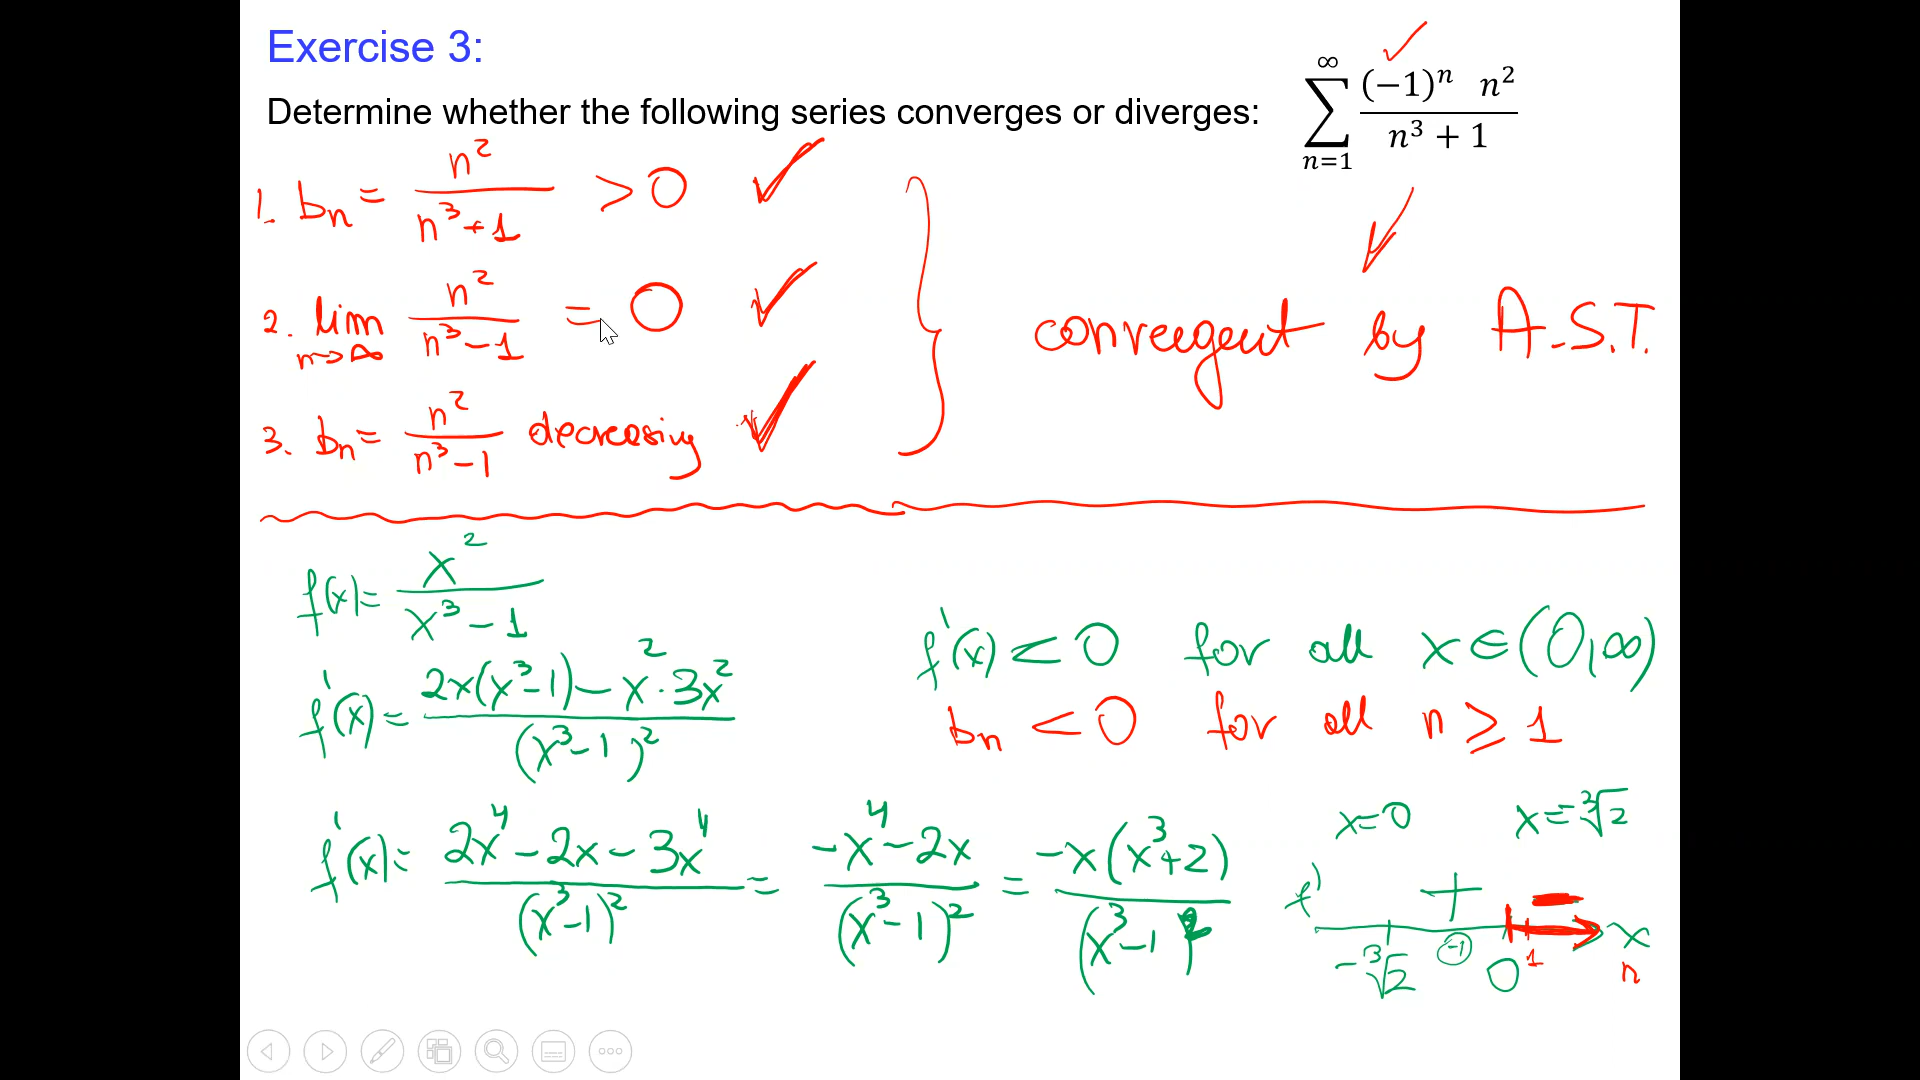 Exercise 3:
Determine whether the following series converges or diverges: ∑_{n=1}^{∞} (−1)^n n^2 / (n^3 + 1)
1. bn = n^2 / (n^3 + 1) > 0 ✓
2. lim n→∞ n^2 / (n^3 − 1) = 0 ✓
3. bn = n^2 / (n^3 − 1) decreasing ✓
convergent by A.S.T.
f(x) = x^2 / (x^3 − 1)
f'(x) = (2x(x^3 − 1) − x^2 · 3x^2) / (x^3 − 1)^2
f'(x) = (2x^4 − 2x − 3x^4) / (x^3 − 1)^2 = (−x^4 − 2x) / (x^3 − 1)^2 = −x(x^3 + 2) / (x^3 − 1)^2
f'(x) < 0 for all x ∈ (0, ∞)
bn < 0 for all n ≥ 1
x = 0 x = ∛2
f' + − x
−∛2 −1 0 1 n